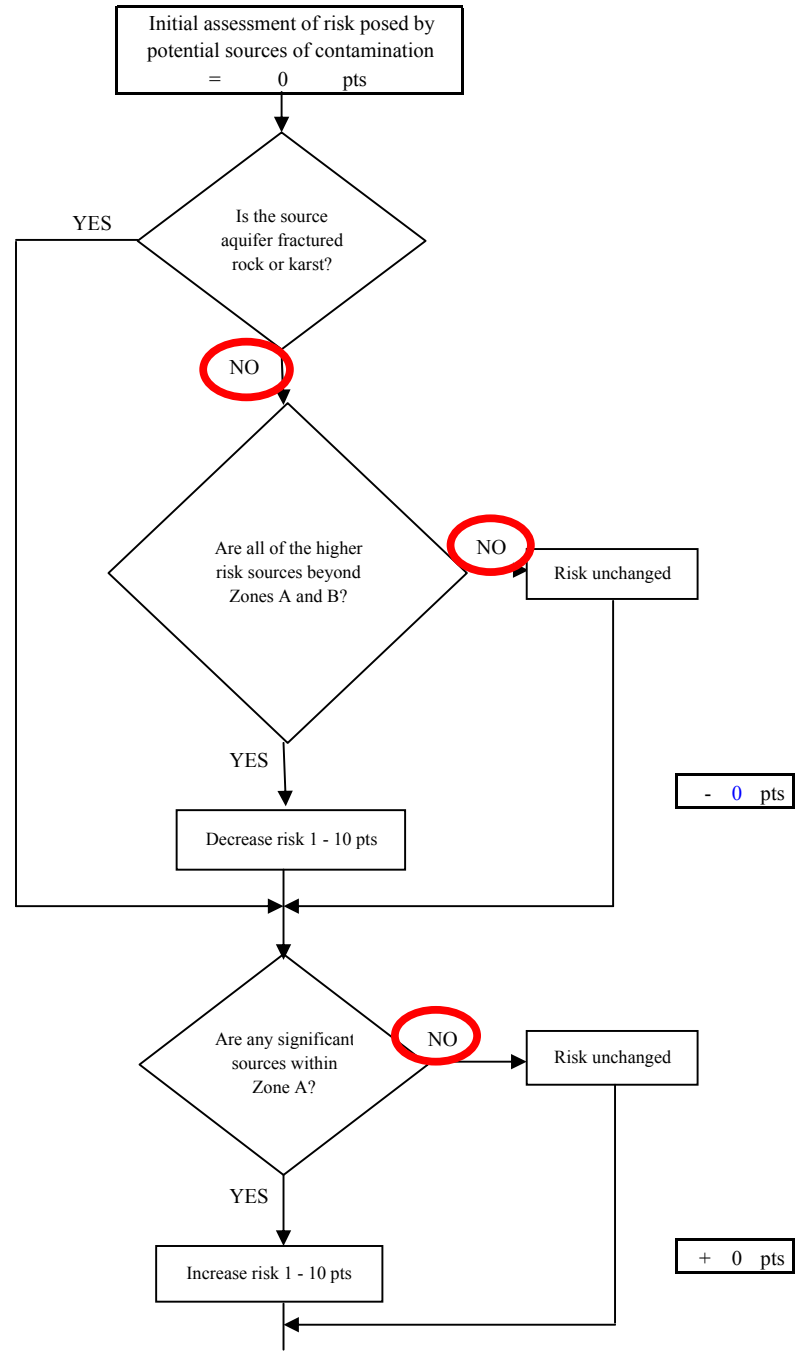 Initial assessment of risk posed by
potential sources of contamination
= 0 pts
YES
Is the source
aquifer fractured
rock or karst?
NO
Are all of the higher
risk sources beyond
Zones A and B?
NO
Risk unchanged
YES
- 0 pts
Decrease risk 1 - 10 pts
Are any significant
sources within
Zone A?
NO
Risk unchanged
YES
+ 0 pts
Increase risk 1 - 10 pts